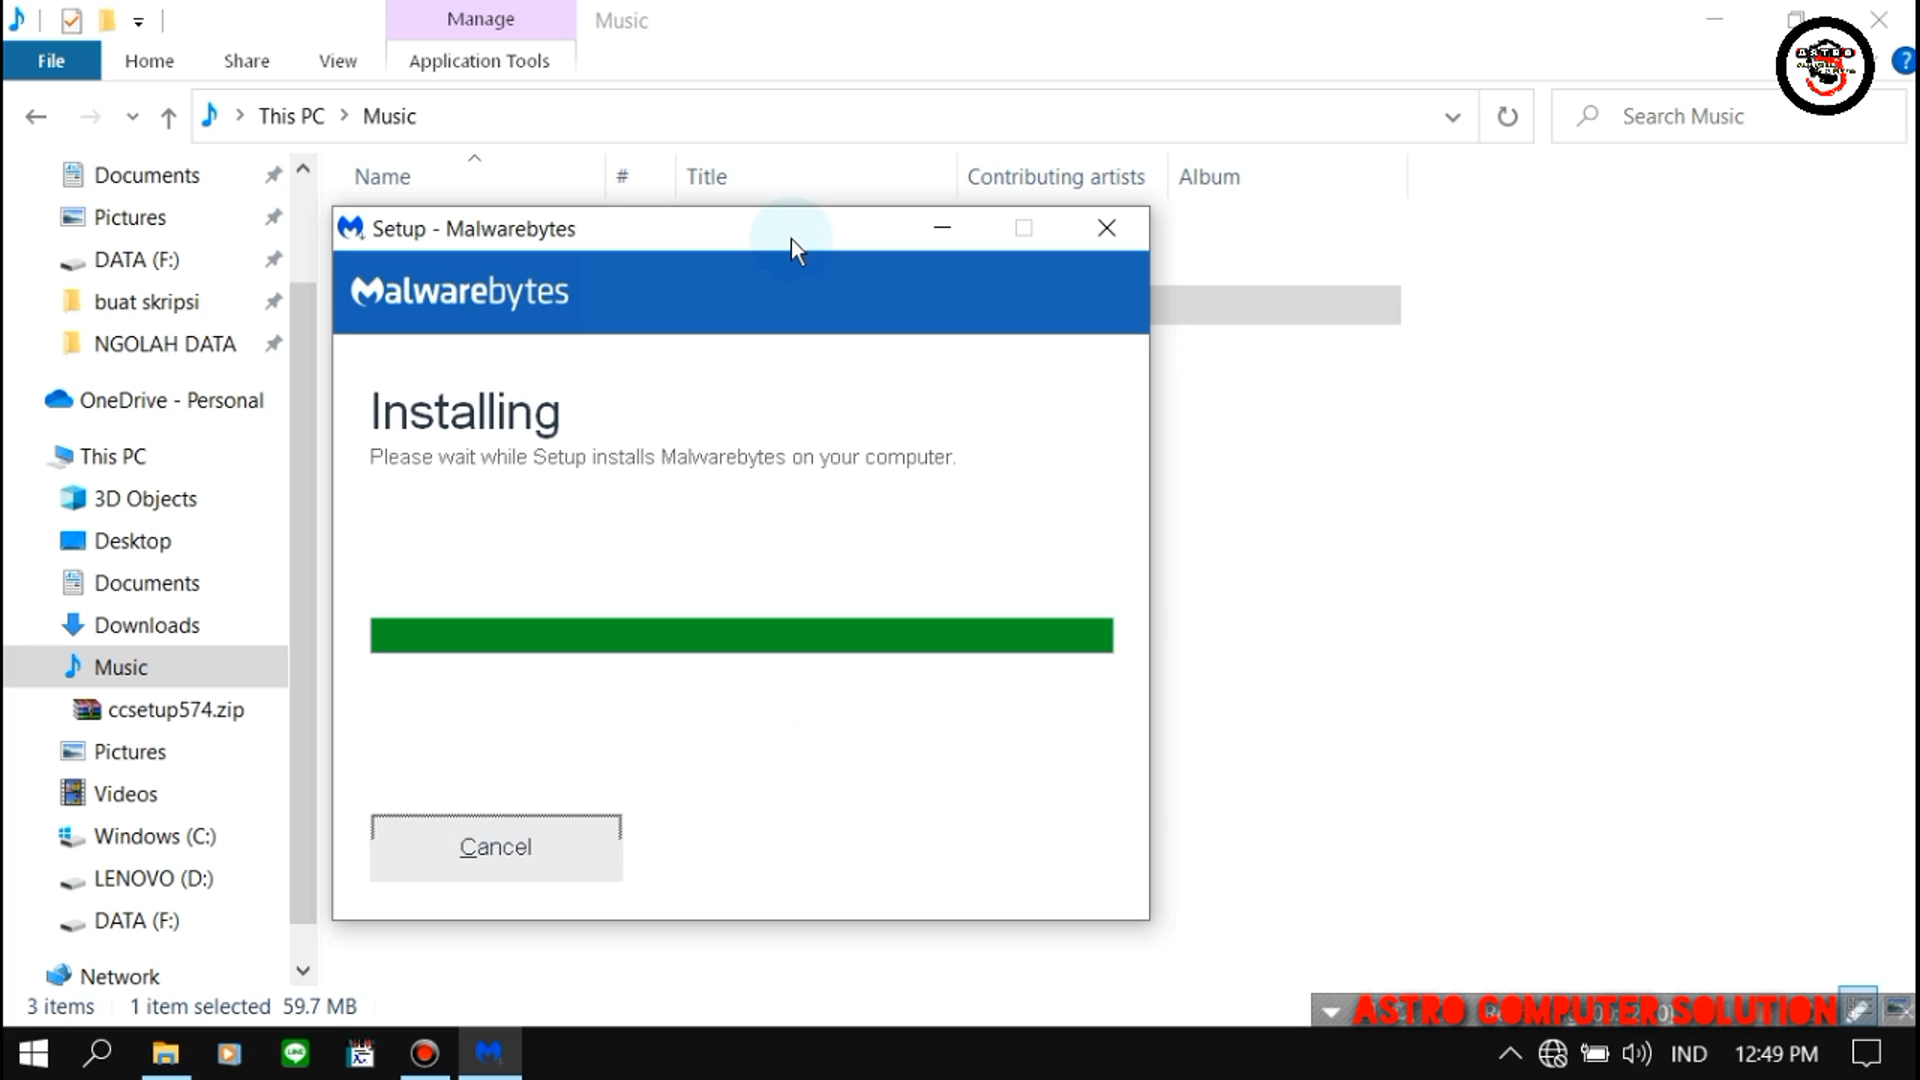 Manage
Music
File
Home
Share
View
Application Tools
This PC
Music
Search Music
Documents
Pictures
DATA (F:)
buat skripsi
NGOLAH DATA
OneDrive - Personal
This PC
3D Objects
Desktop
Documents
Downloads
Music
ccsetup574.zip
Pictures
Videos
Windows (C:)
LENOVO (D:)
DATA (F:)
Network
Name
#
Title
Contributing artists
Album
Setup - Malwarebytes
Malwarebytes
Installing
Please wait while Setup installs Malwarebytes on your computer.
Cancel
3 items
1 item selected
59.7 MB
ASTRO COMPUTER SOLUTION
IND
12:49 PM